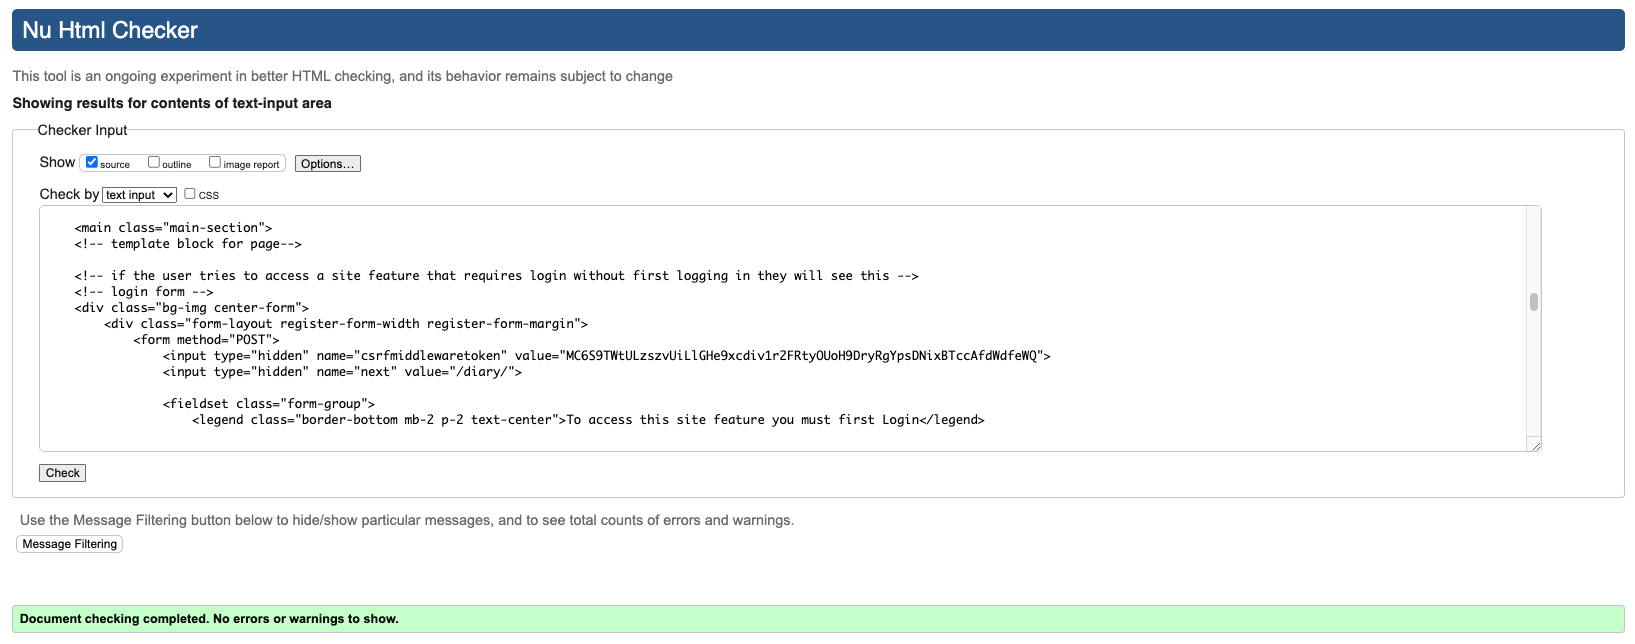 Nu Html Checker
This tool is an ongoing experiment in better HTML checking, and its behavior remains subject to change
Showing results for contents of text-input area
Checker Input
Show source outline image report Options...
Check by text input CSS
<main class="main-section">
<!-- template block for page-->
<!-- if the user tries to access a site feature that requires login without first logging in they will see this -->
<!-- login form -->
<div class="bg-img center-form">
<div class="form-layout register-form-width register-form-margin">
<form method="POST">
<input type="hidden" name="csrfmiddlewaretoken" value="MC6S9TWtULzszvUiLlGHe9xcdiv1r2FRtyOUoH9DryRgYpsDNixBTccAfdWdfeWQ">
<input type="hidden" name="next" value="/diary/">
<fieldset class="form-group">
<legend class="border-bottom mb-2 p-2 text-center">To access this site feature you must first Login</legend>
Check
Use the Message Filtering button below to hide/show particular messages, and to see total counts of errors and warnings.
Message Filtering
Document checking completed. No errors or warnings to show.